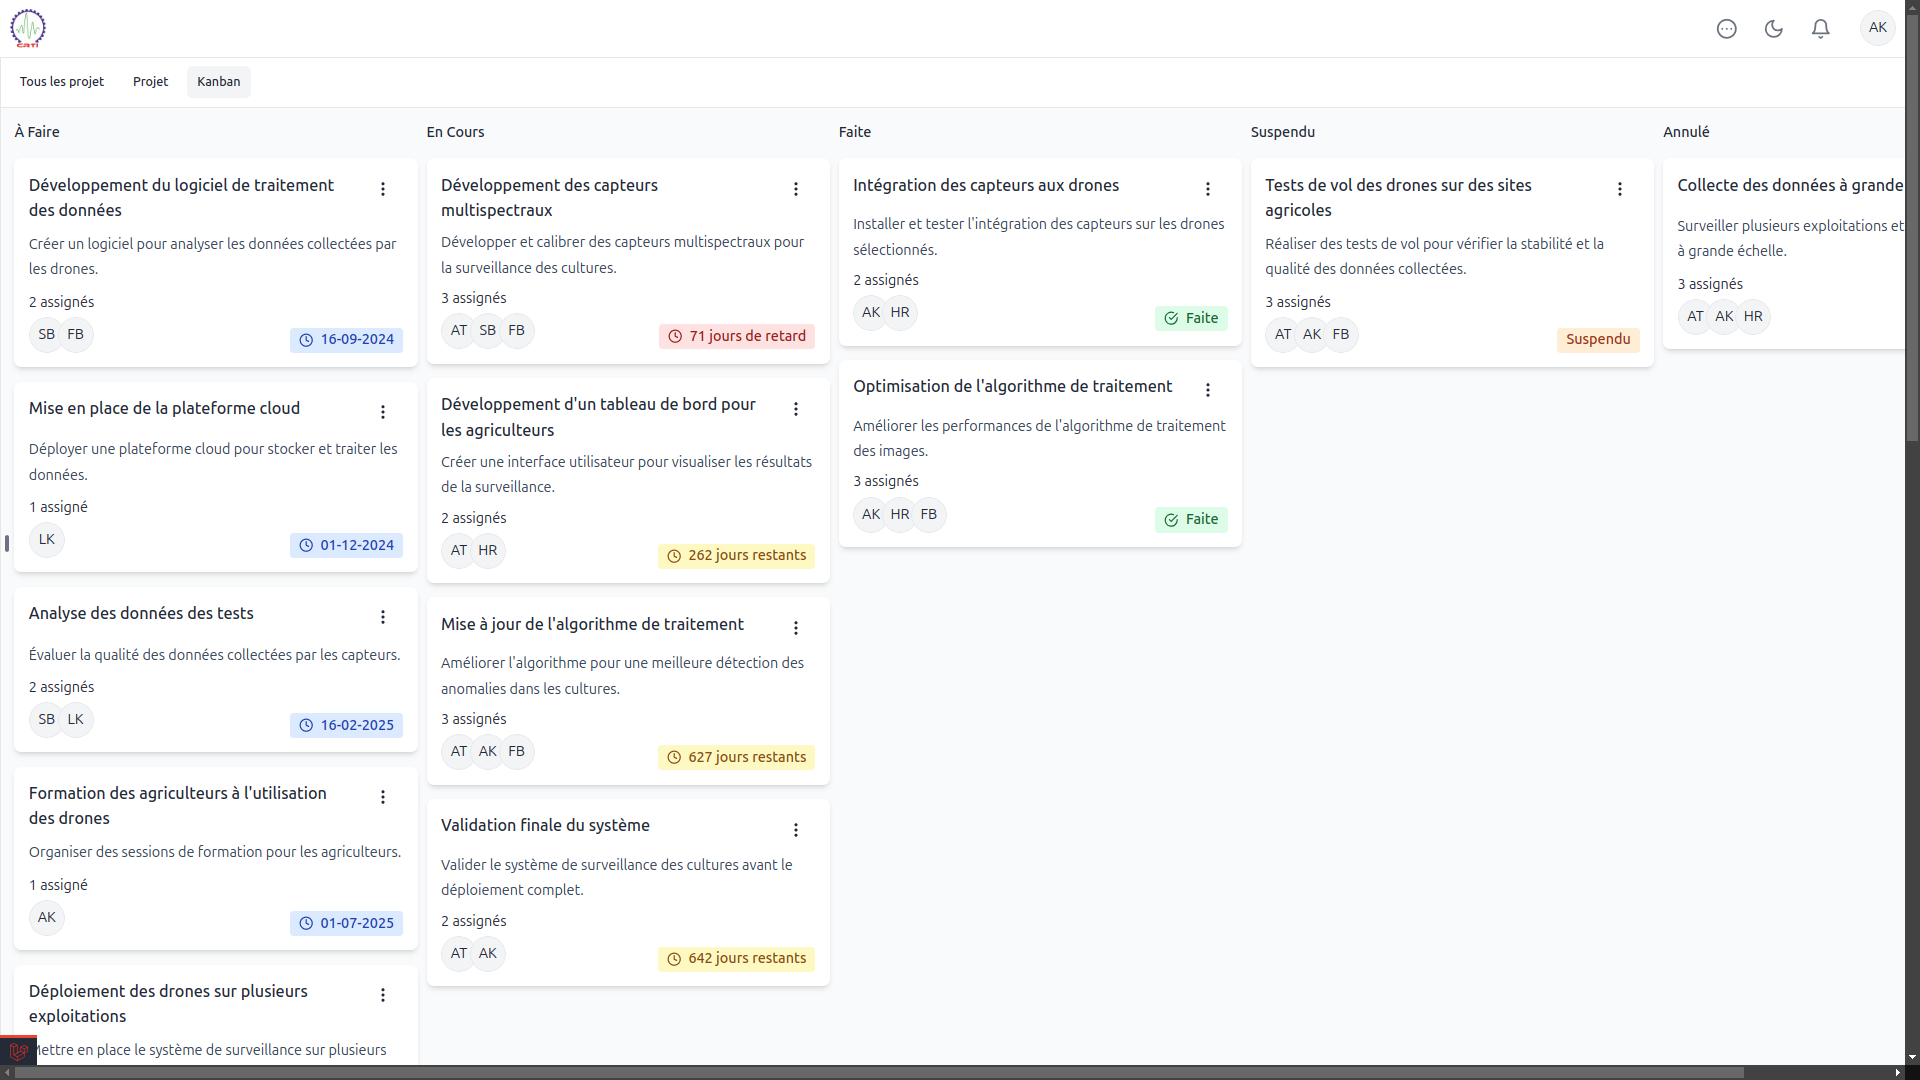 CRTI
AK
Tous les projet
Projet
Kanban
À Faire
Développement du logiciel de traitement
des données
Créer un logiciel pour analyser les données collectées par
les drones.
2 assignés
SB
FB
16-09-2024
Mise en place de la plateforme cloud
Déployer une plateforme cloud pour stocker et traiter les
données.
1 assigné
LK
01-12-2024
Analyse des données des tests
Évaluer la qualité des données collectées par les capteurs.
2 assignés
SB
LK
16-02-2025
Formation des agriculteurs à l'utilisation
des drones
Organiser des sessions de formation pour les agriculteurs.
1 assigné
AK
01-07-2025
Déploiement des drones sur plusieurs
exploitations
Mettre en place le système de surveillance sur plusieurs
En Cours
Développement des capteurs
multispectraux
Développer et calibrer des capteurs multispectraux pour
la surveillance des cultures.
3 assignés
AT
SB
FB
71 jours de retard
Développement d'un tableau de bord pour
les agriculteurs
Créer une interface utilisateur pour visualiser les résultats
de la surveillance.
2 assignés
AT
HR
262 jours restants
Mise à jour de l'algorithme de traitement
Améliorer l'algorithme pour une meilleure détection des
anomalies dans les cultures.
3 assignés
AT
AK
FB
627 jours restants
Validation finale du système
Valider le système de surveillance des cultures avant le
déploiement complet.
2 assignés
AT
AK
642 jours restants
Faite
Intégration des capteurs aux drones
Installer et tester l'intégration des capteurs sur les drones
sélectionnés.
2 assignés
AK
HR
Faite
Optimisation de l'algorithme de traitement
Améliorer les performances de l'algorithme de traitement
des images.
3 assignés
AK
HR
FB
Faite
Suspendu
Tests de vol des drones sur des sites
agricoles
Réaliser des tests de vol pour vérifier la stabilité et la
qualité des données collectées.
3 assignés
AT
AK
FB
Suspendu
Annulé
Collecte des données à grande
Surveiller plusieurs exploitations et
à grande échelle.
3 assignés
AT
AK
HR